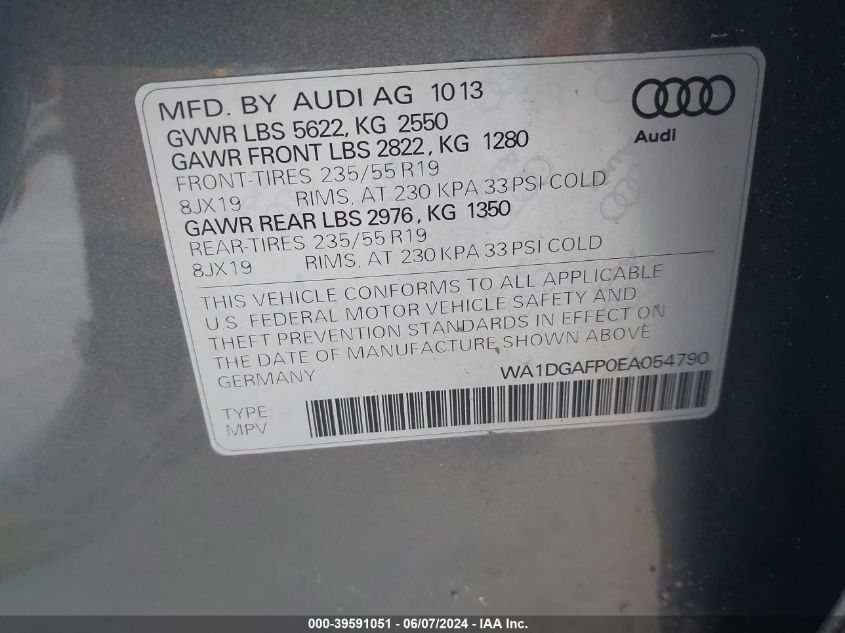 MFD. BY AUDI AG 1013
GVWR LBS 5622, KG 2550
GAWR FRONT LBS 2822, KG 1280
FRONT-TIRES 235/55 R19
8JX19 RIMS, AT 230 KPA 33 PSI COLD
GAWR REAR LBS 2976, KG 1350
REAR-TIRES 235/55 R19
8JX19 RIMS, AT 230 KPA 33 PSI COLD
Audi
THIS VEHICLE CONFORMS TO ALL APPLICABLE
U.S. FEDERAL MOTOR VEHICLE SAFETY AND
THEFT PREVENTION STANDARDS IN EFFECT ON
THE DATE OF MANUFACTURE SHOWN ABOVE.
GERMANY WA1DGAFP0EA054790
TYPE:
MPV
000-39591051 - 06/07/2024 - IAA Inc.